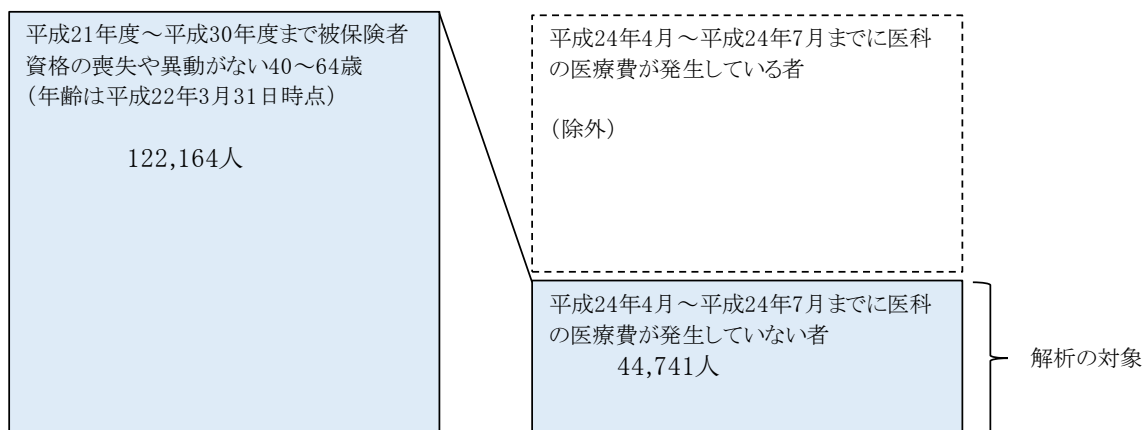 平成21年度～平成30年度まで被保険者
資格の喪失や異動がない40～64歳
（年齢は平成22年3月31日時点）
122,164人
平成24年4月～平成24年7月までに医科
の医療費が発生している者
（除外）
平成24年4月～平成24年7月までに医科
の医療費が発生していない者
44,741人
解析の対象